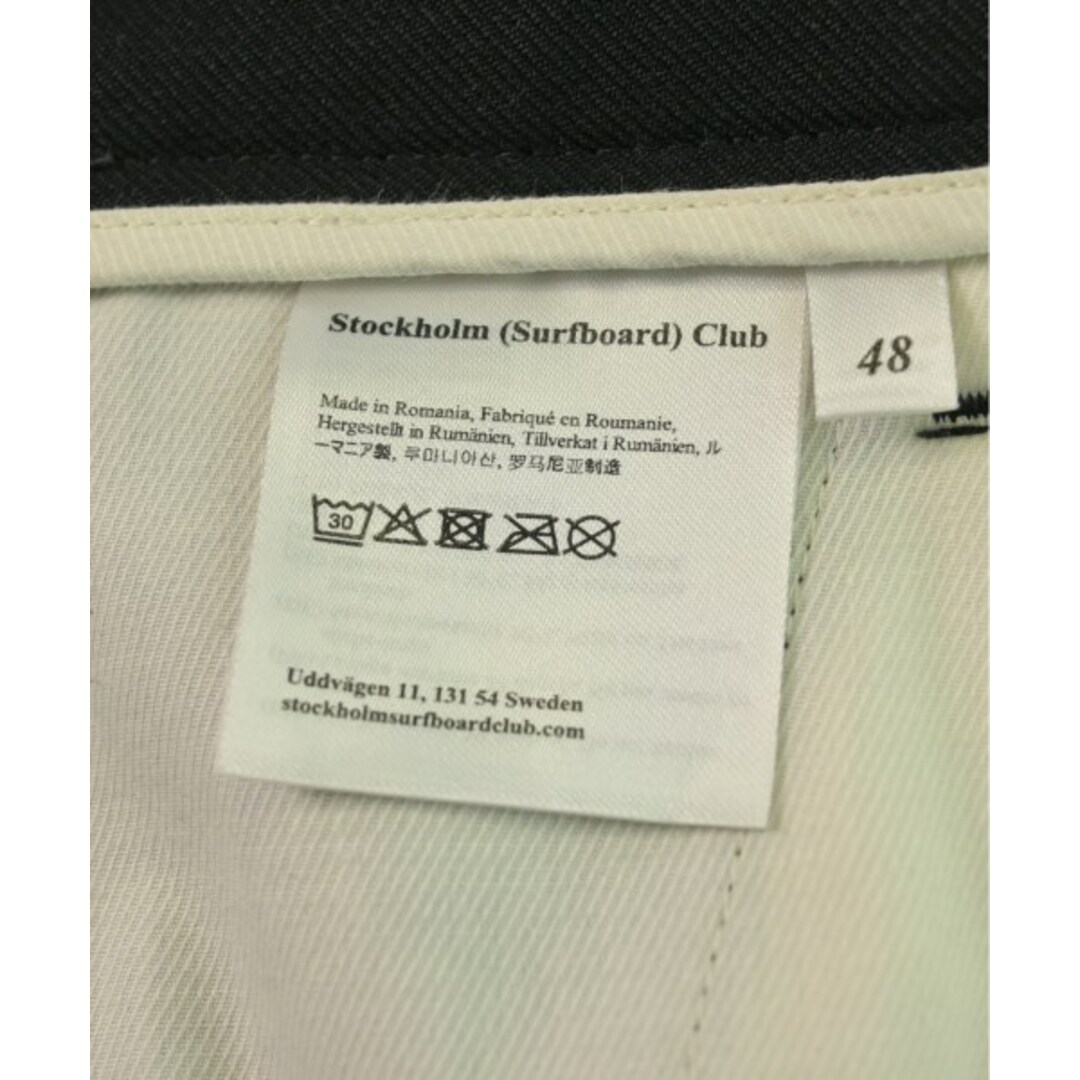 Stockholm (Surfboard) Club
48
Made in Romania, Fabriqué en Roumanie,
Hergestellt in Rumänien, Tillverkat i Rumänien, ル
ーマニア製, 루마니아산, 罗马尼亚制造
30
Uddvägen 11, 131 54 Sweden
stockholmsurfboardclub.com